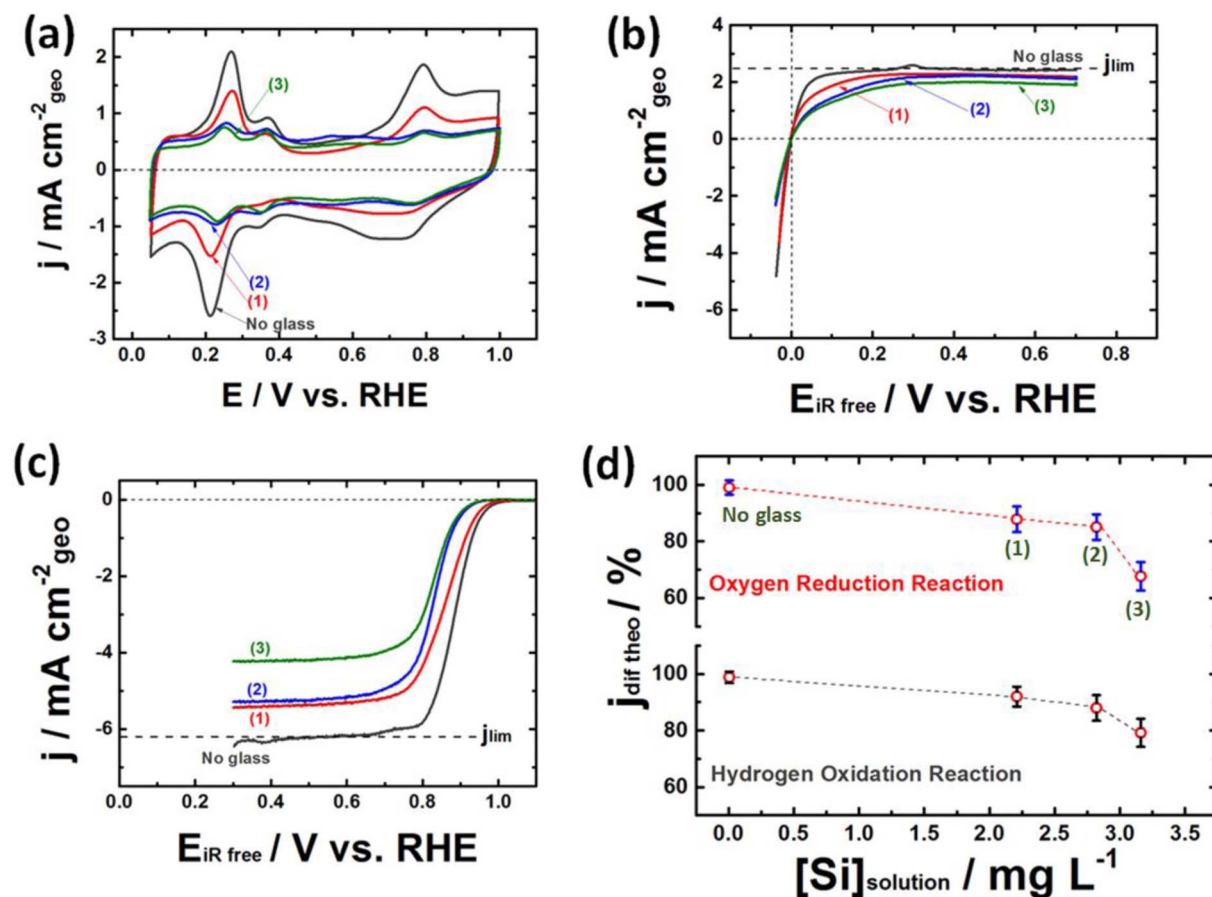 (a)
j / mA cm⁻² geo
2
1
0
-1
-2
-3
(3)
(2)
(1)
No glass
0.0 0.2 0.4 0.6 0.8 1.0
E / V vs. RHE
(b)
j / mA cm⁻² geo
4
2
0
-2
-4
-6
No glass
jlim
(1)
(2)
(3)
0.0 0.2 0.4 0.6 0.8
EiR free / V vs. RHE
(c)
j / mA cm⁻² geo
0
-2
-4
-6
(3)
(2)
(1)
No glass
jlim
0.0 0.2 0.4 0.6 0.8 1.0
EiR free / V vs. RHE
(d)
jdif theo / %
100
80
60
100
80
60
No glass
(1)
(2)
(3)
Oxygen Reduction Reaction
Hydrogen Oxidation Reaction
0.0 0.5 1.0 1.5 2.0 2.5 3.0 3.5
[Si]solution / mg L⁻¹